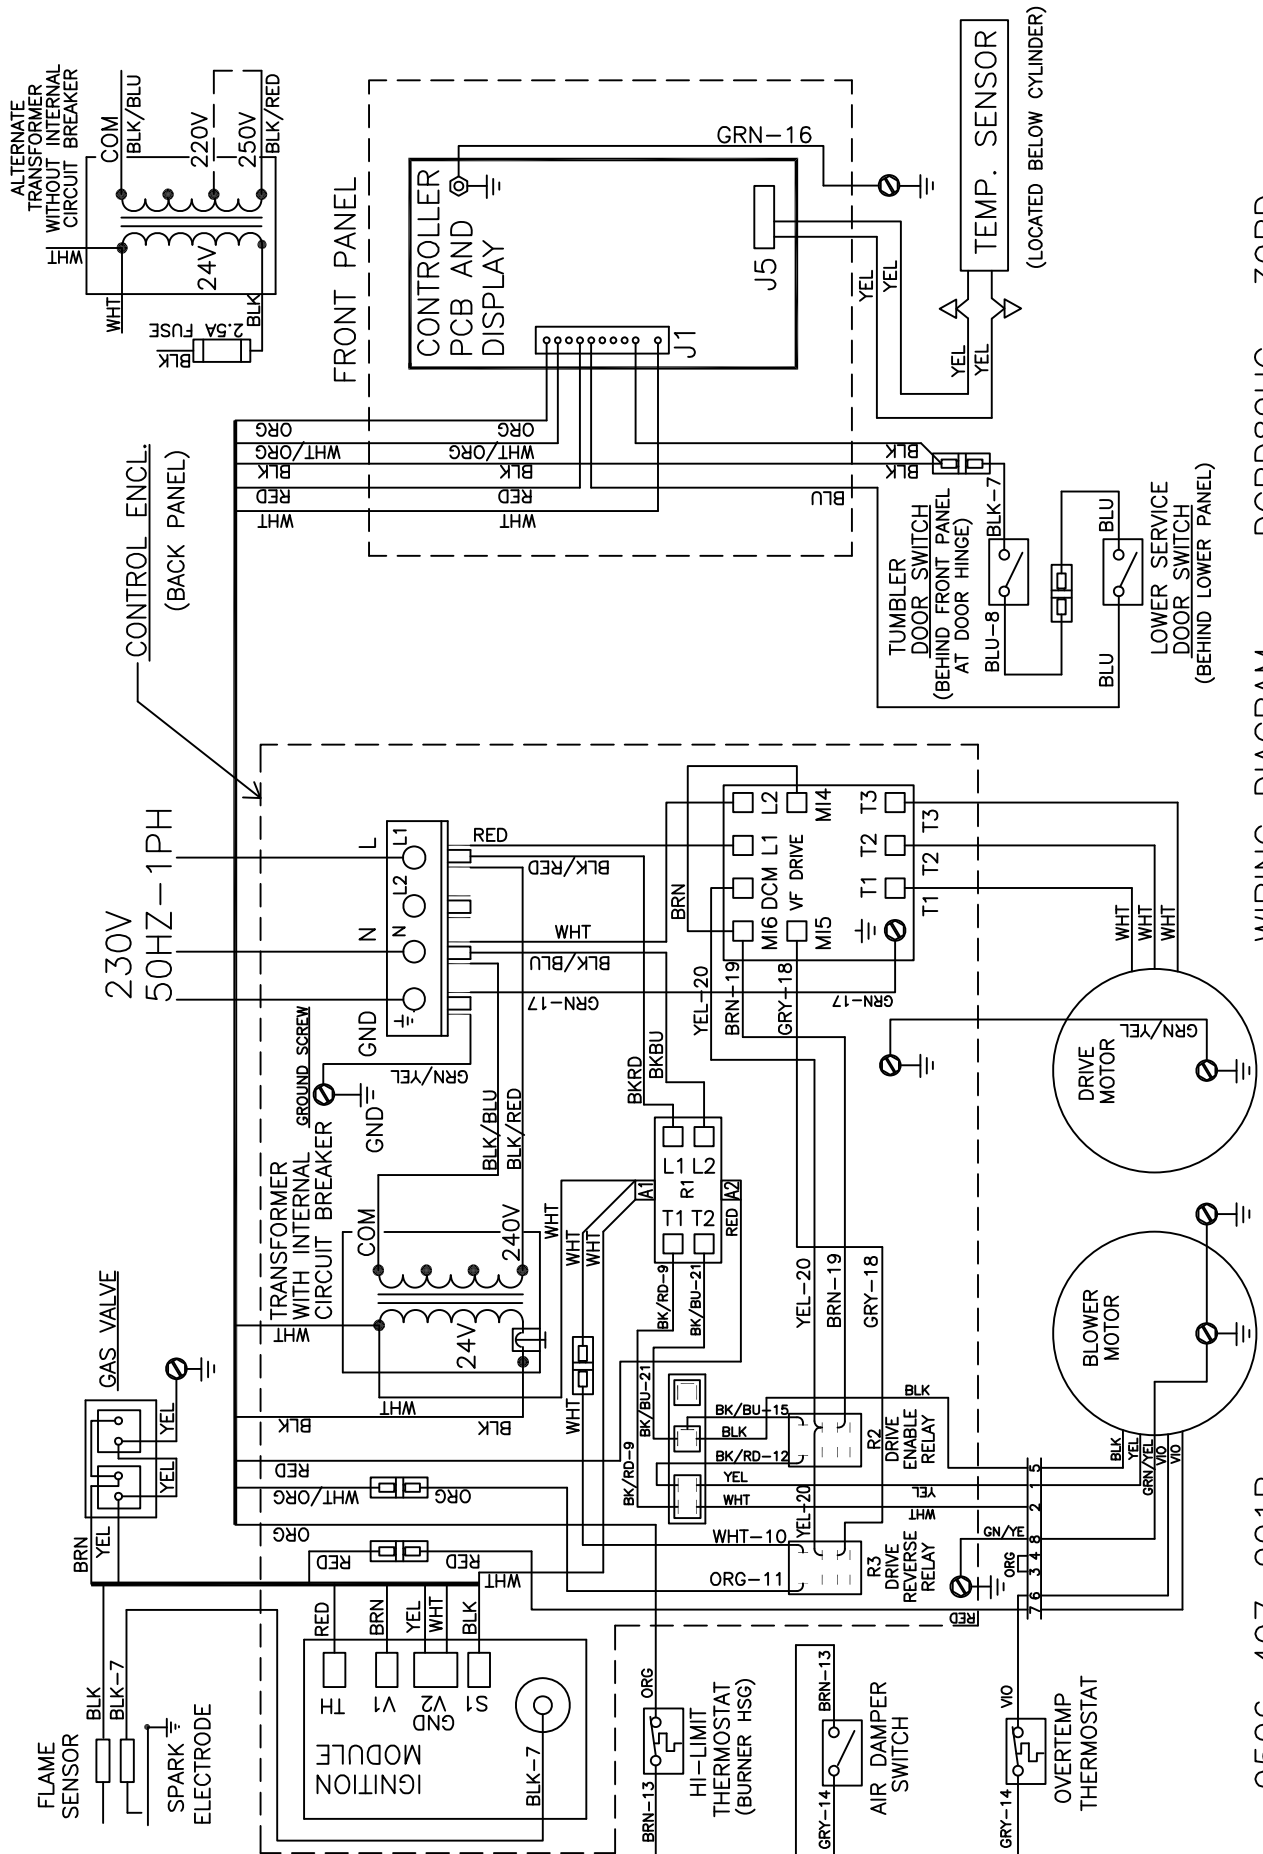 ALTERNATE
TRANSFORMER
WITHOUT INTERNAL
CIRCUIT BREAKER
COM
BLK/BLU
220V
250V
BLK/RED
WHT
24V
WHT
BLK
2.5A FUSE
BLK
CONTROL ENCL.
(BACK PANEL)
FRONT PANEL
CONTROLLER
PCB AND
DISPLAY
GRN-16
J5
J1
YEL
YEL
YEL
YEL
TEMP. SENSOR
(LOCATED BELOW CYLINDER)
ORG
WHT/ORG
BLK
RED
WHT
ORG
WHT/ORG
BLK
RED
WHT
BLK
BLK
BLU
TUMBLER
DOOR SWITCH
(BEHIND FRONT PANEL
AT DOOR HINGE)
BLK-7
BLU-8
BLU
BLU
LOWER SERVICE
DOOR SWITCH
(BEHIND LOWER PANEL)
230V
50HZ-1PH
L
N
GND
L1
L2
N
GROUND SCREW
GND
GRN/YEL
RED
BLK/RED
WHT
BLK/BLU
GRN-17
BLK/BLU
BLK/RED
BRN
L2
L1
DCM
MI6
MI4
VF DRIVE
MI5
T3
T2
T1
T3
T2
T1
GRN-17
YEL-20
BRN-19
GRY-18
WHT
WHT
WHT
GRN/YEL
DRIVE
MOTOR
TRANSFORMER
WITH INTERNAL
CIRCUIT BREAKER
COM
240V
24V
WHT
WHT
BLK
BLK
BKRD
BKBU
L1 L2
R1
T1 T2
A1
A2
RED
WHT
WHT
WHT
WHT
BK/RD-9
BK/BU-21
BK/BU-21
BK/RD-9
YEL-20
BRN-19
GRY-18
BK/BU-15
BLK
BK/RD-12
YEL
WHT
BLK
R2
DRIVE
ENABLE
RELAY
YEL
WHT
YEL-20
WHT-10
ORG-11
R3
DRIVE
REVERSE
RELAY
GN/YE
ORG
RED
5
1
2
8
4
3
6
7
BLK
YEL
GRN/YEL
VIO
VIO
BLOWER
MOTOR
GAS VALVE
YEL
YEL
BRN
YEL
RED
WHT/ORG
ORG
ORG
RED
RED
WHT
FLAME
SENSOR
BLK
BLK-7
SPARK
ELECTRODE
RED
BRN
YEL
WHT
BLK
TH
V1
V2
GND
S1
IGNITION
MODULE
BLK-7
ORG
BRN-13
HI-LIMIT
THERMOSTAT
(BURNER HSG)
BRN-13
GRY-14
AIR DAMPER
SWITCH
VIO
GRY-14
OVERTEMP
THERMOSTAT